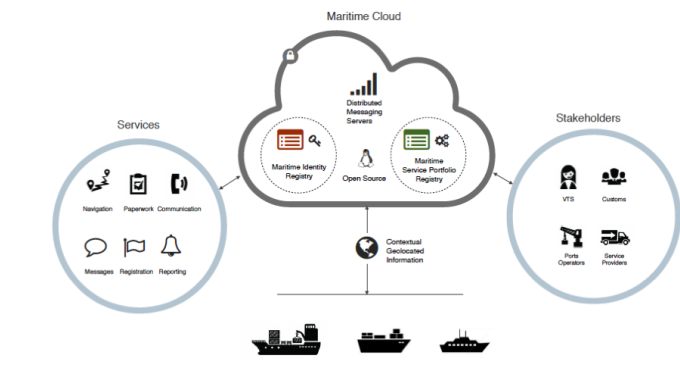 Maritime Cloud
Distributed
Messaging
Servers
Maritime Identity
Registry
Open Source
Maritime
Service Portfolio
Registry
Services
Navigation
Paperwork
Communication
Messages
Registration
Reporting
Stakeholders
VTS
Customs
Ports
Operators
Service
Providers
Contextual
Geolocated
Information